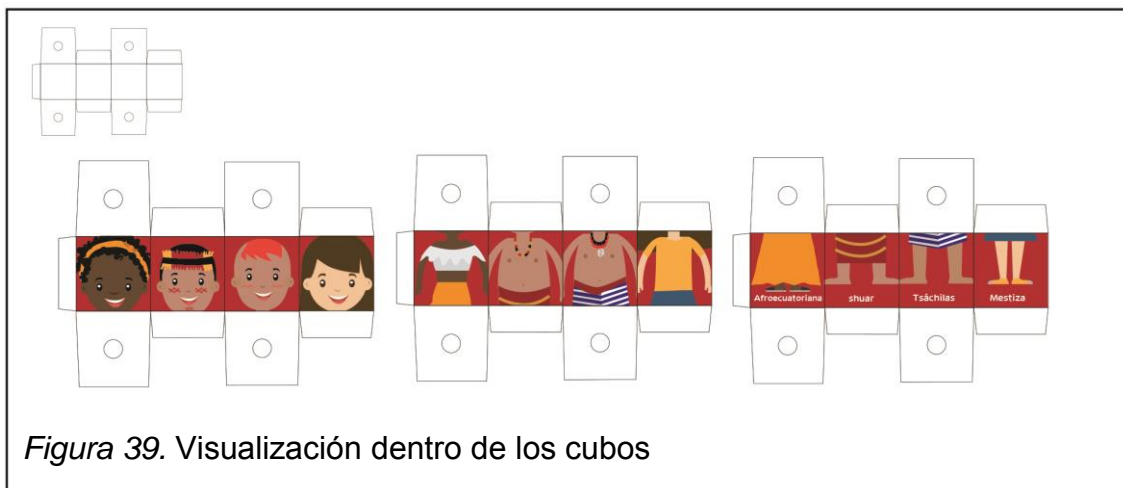 Afroecuatoriana shuar Tsáchilas Mestiza
Figura 39. Visualización dentro de los cubos